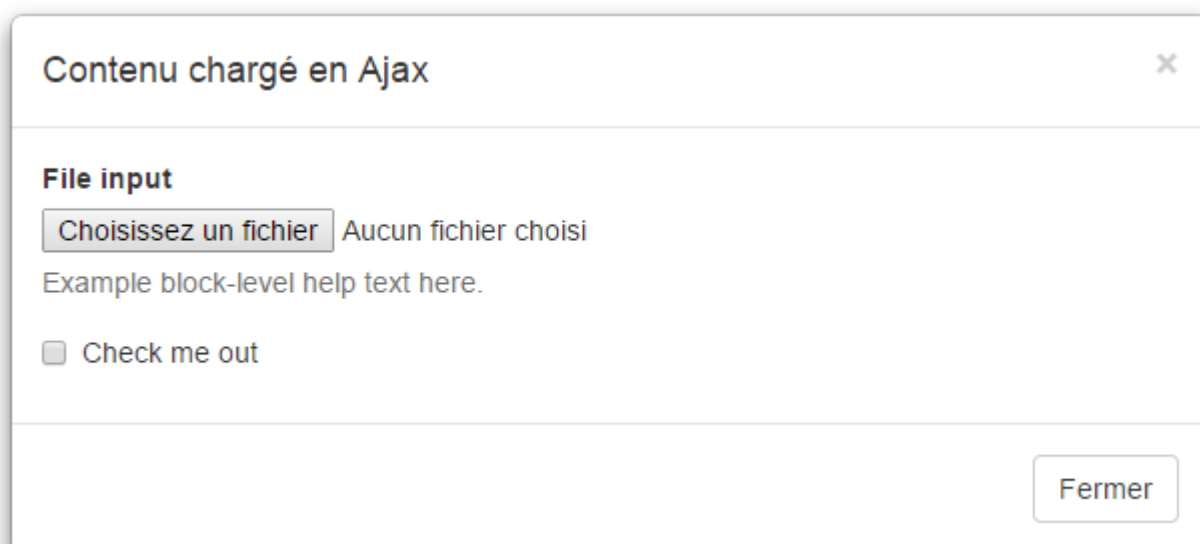 Contenu chargé en Ajax ×
File input
Choisissez un fichier Aucun fichier choisi
Example block-level help text here.
Check me out
Fermer